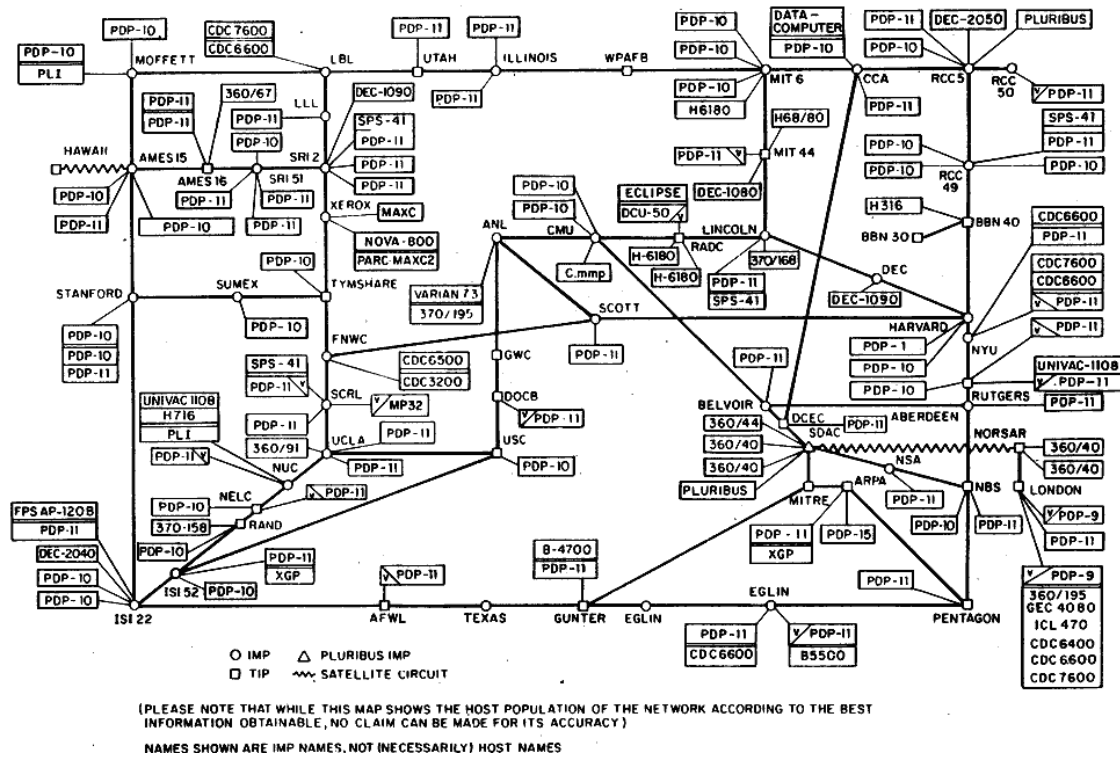 PDP-10
PLI
PDP-10
MOFFETT
CDC7600
CDC6600
LBL
PDP-11
UTAH
PDP-11
ILLINOIS
PDP-11
WPAFB
PDP-10
PDP-10
PDP-10
H6180
MIT 6
DATA-
COMPUTER
PDP-10
CCA
PDP-11
PDP-11
PDP-10
DEC-2050
PLURIBUS
RCC5
RCC
50
V PDP-11
PDP-11
PDP-11
360/67
LLL
PDP-11
DEC-1090
SPS-41
PDP-11
PDP-11
PDP-11
HAWAII
AMES15
PDP-10
PDP-11
PDP-10
AMES 16
PDP-11
PDP-10
SRI 51
PDP-11
PDP-11
SRI 2
H68/80
PDP-11 V
MIT 44
DEC-1080
SPS-41
PDP-11
PDP-10
PDP-10
PDP-10
RCC
49
XEROX
MAXC
NOVA-800
PARC-MAXC2
ANL
VARIAN 73
370/195
PDP-10
PDP-10
CMU
C.mmp
ECLIPSE
DCU-50 V
RADC
H-6180
H-6180
LINCOLN
370/168
PDP-11
SPS-41
H316
BBN 40
BBN 30
DEC
DEC-1090
CDC6600
PDP-11
CDC7600
CDC6600
V PDP-11
V PDP-11
STANFORD
PDP-10
PDP-10
PDP-11
SUMEX
PDP-10
PDP-10
TYMSHARE
SCOTT
PDP-11
HARVARD
PDP-1
PDP-10
PDP-10
NYU
FNWC
CDC6500
CDC3200
GWC
SPS-41
PDP-11 V
SCRL
V MP32
PDP-11
DOCB
V PDP-11
PDP-11
BELVOIR
DCEC
PDP-11
ABERDEEN
UNIVAC-1108
V PDP-11
RUTGERS
PDP-11
UNIVAC 1108
H716
PLI
PDP-11 V
360/91
UCLA
PDP-11
PDP-11
USC
PDP-10
360/44
360/40
360/40
PLURIBUS
SDAC
NORSAR
360/40
360/40
NUC
NSA
PDP-11
NELC
PDP-10
V PDP-11
370-158
RAND
PDP-10
MITRE
ARPA
PDP-11
XGP
PDP-15
NBS
PDP-10
PDP-11
LONDON
V PDP-9
PDP-11
FPS AP-120B
PDP-11
DEC-2040
PDP-10
PDP-10
ISI 22
ISI 52
PDP-11
XGP
PDP-10
V PDP-11
AFWL
TEXAS
B-4700
PDP-11
GUNTER
EGLIN
EGLIN
PDP-11
CDC6600
V PDP-11
B5500
PDP-11
PENTAGON
V PDP-9
360/195
GEC 4080
ICL 470
CDC6400
CDC6600
CDC7600
IMP
PLURIBUS IMP
TIP
SATELLITE CIRCUIT
(PLEASE NOTE THAT WHILE THIS MAP SHOWS THE HOST POPULATION OF THE NETWORK ACCORDING TO THE BEST
INFORMATION OBTAINABLE, NO CLAIM CAN BE MADE FOR ITS ACCURACY)
NAMES SHOWN ARE IMP NAMES, NOT (NECESSARILY) HOST NAMES